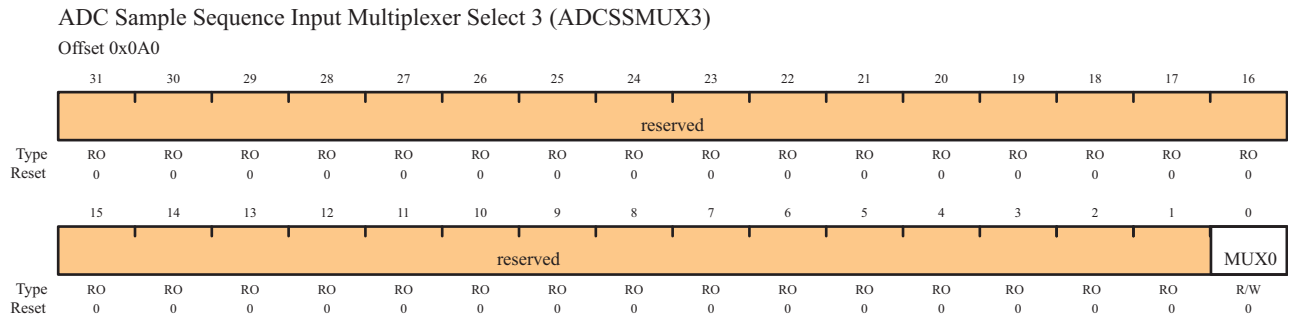 ADC Sample Sequence Input Multiplexer Select 3 (ADCSSMUX3)
Offset 0x0A0
31 30 29 28 27 26 25 24 23 22 21 20 19 18 17 16
reserved
Type RO RO RO RO RO RO RO RO RO RO RO RO RO RO RO RO
Reset 0 0 0 0 0 0 0 0 0 0 0 0 0 0 0 0
15 14 13 12 11 10 9 8 7 6 5 4 3 2 1 0
reserved MUX0
Type RO RO RO RO RO RO RO RO RO RO RO RO RO RO RO R/W
Reset 0 0 0 0 0 0 0 0 0 0 0 0 0 0 0 0